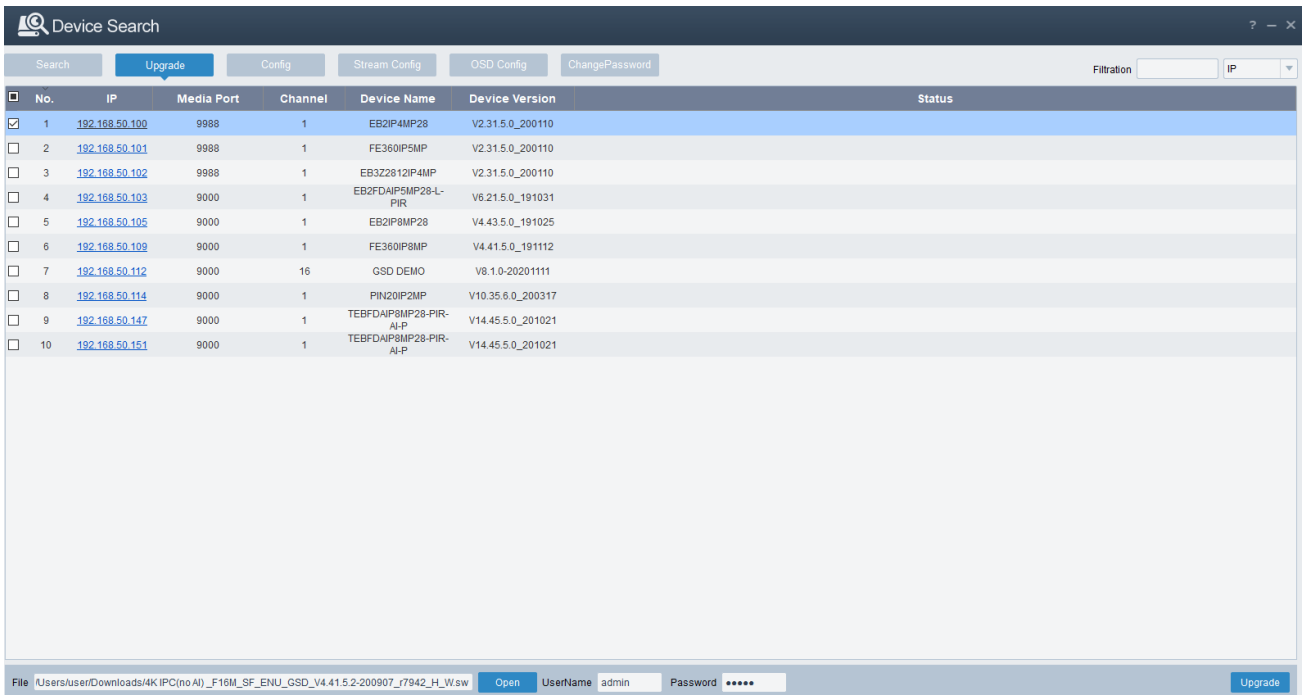 Device Search ? — ×
Search Upgrade Config Stream Config OSD Config ChangePassword Filtration IP
No. IP Media Port Channel Device Name Device Version Status
1 192.168.50.100 9988 1 EB2IP4MP28 V2.31.5.0_200110
2 192.168.50.101 9988 1 FE360IP5MP V2.31.5.0_200110
3 192.168.50.102 9988 1 EB3Z2812IP4MP V2.31.5.0_200110
4 192.168.50.103 9000 1 EB2FDAIP5MP28-L-PIR V6.21.5.0_191031
5 192.168.50.105 9000 1 EB2IP8MP28 V4.43.5.0_191025
6 192.168.50.109 9000 1 FE360IP8MP V4.41.5.0_191112
7 192.168.50.112 9000 16 GSD DEMO V8.1.0-20201111
8 192.168.50.114 9000 1 PIN20IP2MP V10.35.6.0_200317
9 192.168.50.147 9000 1 TEBFDAIP8MP28-PIR-AI-P V14.45.5.0_201021
10 192.168.50.151 9000 1 TEBFDAIP8MP28-PIR-AI-P V14.45.5.0_201021
File /Users/user/Downloads/4K IPC(no AI) _F16M_SF_ENU_GSD_V4.41.5.2-200907_r7942_H_W.sw Open UserName admin Password ●●●●● Upgrade